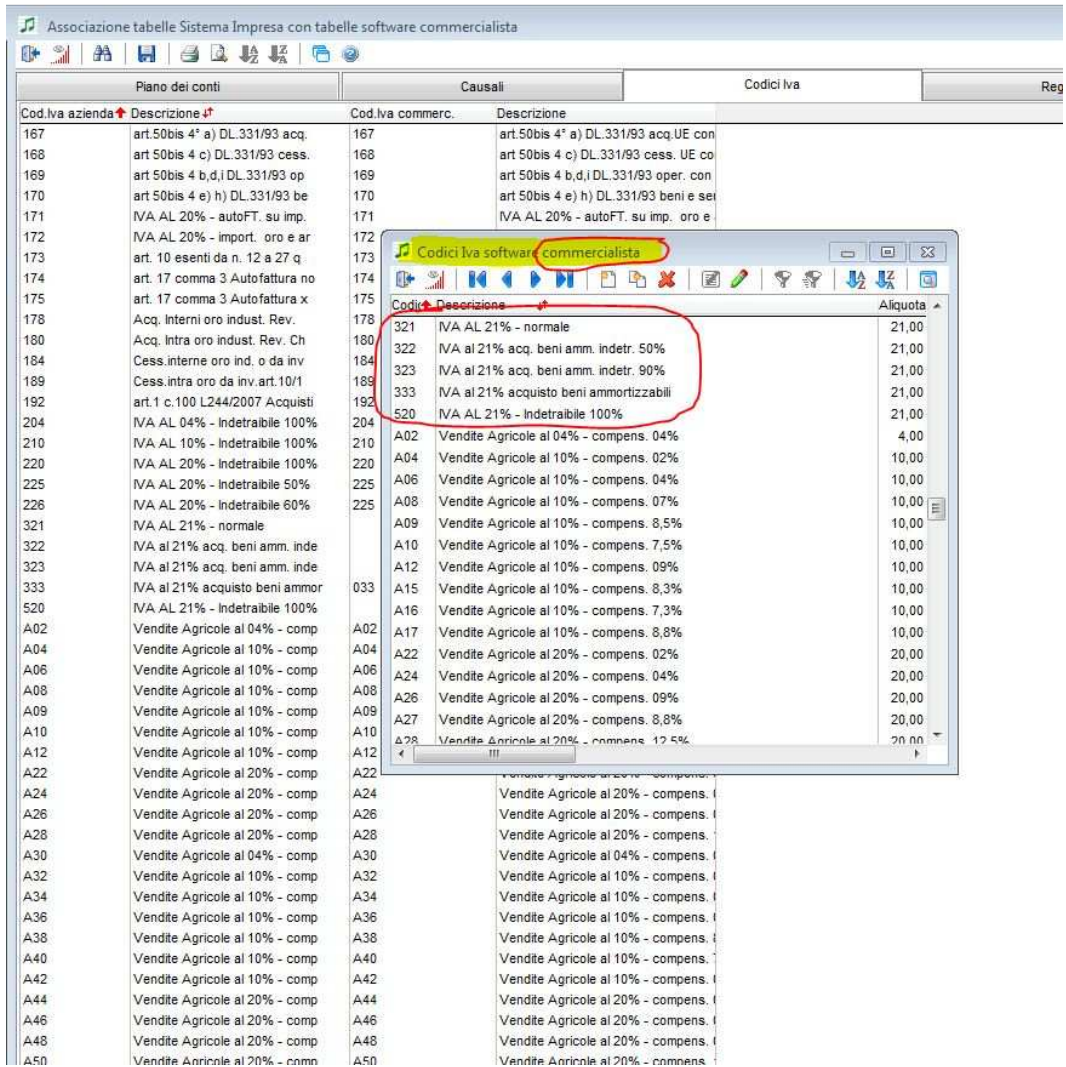 Associazione tabelle Sistema Impresa con tabelle software commercialista
Piano dei conti Causali Codici Iva Reg
Cod.Iva azienda Descrizione Cod.Iva commerc. Descrizione
167 art.50bis 4° a) DL.331/93 acq. 167 art.50bis 4° a) DL.331/93 acq.UE con
168 art 50bis 4 c) DL.331/93 cess. 168 art 50bis 4 c) DL.331/93 cess. UE co
169 art 50bis 4 b,d,i DL.331/93 op 169 art 50bis 4 b,d,i DL.331/93 oper. con
170 art 50bis 4 e) h) DL.331/93 be 170 art 50bis 4 e) h) DL.331/93 beni e ser
171 IVA AL 20% - autoFT. su imp. 171 IVA AL 20% - autoFT. su imp. oro e
172 IVA AL 20% - import. oro e ar 172
173 art. 10 esenti da n. 12 a 27 q 173
174 art. 17 comma 3 Autofattura no 174
175 art. 17 comma 3 Autofattura x 175
178 Acq. Interni oro indust. Rev. 178
180 Acq. Intra oro indust. Rev. Ch 180
184 Cess.interne oro ind. o da inv 184
189 Cess.intra oro da inv.art.10/1 189
192 art.1 c.100 L244/2007 Acquisti 192
204 IVA AL 04% - Indetraibile 100% 204
210 IVA AL 10% - Indetraibile 100% 210
220 IVA AL 20% - Indetraibile 100% 220
225 IVA AL 20% - Indetraibile 50% 225
226 IVA AL 20% - Indetraibile 60% 225
321 IVA AL 21% - normale
322 IVA al 21% acq. beni amm. inde
323 IVA al 21% acq. beni amm. inde
333 IVA al 21% acquisto beni ammor 033
520 IVA AL 21% - Indetraibile 100%
A02 Vendite Agricole al 04% - comp A02
A04 Vendite Agricole al 10% - comp A04
A06 Vendite Agricole al 10% - comp A06
A08 Vendite Agricole al 10% - comp A08
A09 Vendite Agricole al 10% - comp A09
A10 Vendite Agricole al 10% - comp A10
A12 Vendite Agricole al 10% - comp A12
A22 Vendite Agricole al 20% - comp A22
A24 Vendite Agricole al 20% - comp A24 Vendite Agricole al 20% - compens.
A26 Vendite Agricole al 20% - comp A26 Vendite Agricole al 20% - compens.
A28 Vendite Agricole al 20% - comp A28 Vendite Agricole al 20% - compens.
A30 Vendite Agricole al 04% - comp A30 Vendite Agricole al 04% - compens.
A32 Vendite Agricole al 10% - comp A32 Vendite Agricole al 10% - compens.
A34 Vendite Agricole al 10% - comp A34 Vendite Agricole al 10% - compens.
A36 Vendite Agricole al 10% - comp A36 Vendite Agricole al 10% - compens.
A38 Vendite Agricole al 10% - comp A38 Vendite Agricole al 10% - compens.
A40 Vendite Agricole al 10% - comp A40 Vendite Agricole al 10% - compens.
A42 Vendite Agricole al 10% - comp A42 Vendite Agricole al 10% - compens.
A44 Vendite Agricole al 20% - comp A44 Vendite Agricole al 20% - compens.
A46 Vendite Agricole al 20% - comp A46 Vendite Agricole al 20% - compens.
A48 Vendite Agricole al 20% - comp A48 Vendite Agricole al 20% - compens.
A50 Vendite Agricole al 20% - comp A50 Vendite Agricole al 20% - compens.
Codici Iva software commercialista
Codic Descrizione Aliquota
321 IVA AL 21% - normale 21,00
322 IVA al 21% acq. beni amm. indetr. 50% 21,00
323 IVA al 21% acq. beni amm. indetr. 90% 21,00
333 IVA al 21% acquisto beni ammortizzabili 21,00
520 IVA AL 21% - Indetraibile 100% 21,00
A02 Vendite Agricole al 04% - compens. 04% 4,00
A04 Vendite Agricole al 10% - compens. 02% 10,00
A06 Vendite Agricole al 10% - compens. 04% 10,00
A08 Vendite Agricole al 10% - compens. 07% 10,00
A09 Vendite Agricole al 10% - compens. 8,5% 10,00
A10 Vendite Agricole al 10% - compens. 7,5% 10,00
A12 Vendite Agricole al 10% - compens. 09% 10,00
A15 Vendite Agricole al 10% - compens. 8,3% 10,00
A16 Vendite Agricole al 10% - compens. 7,3% 10,00
A17 Vendite Agricole al 10% - compens. 8,8% 10,00
A22 Vendite Agricole al 20% - compens. 02% 20,00
A24 Vendite Agricole al 20% - compens. 04% 20,00
A26 Vendite Agricole al 20% - compens. 09% 20,00
A27 Vendite Agricole al 20% - compens. 8,8% 20,00
A28 Vendite Agricole al 20% - compens. 12,5% 20,00